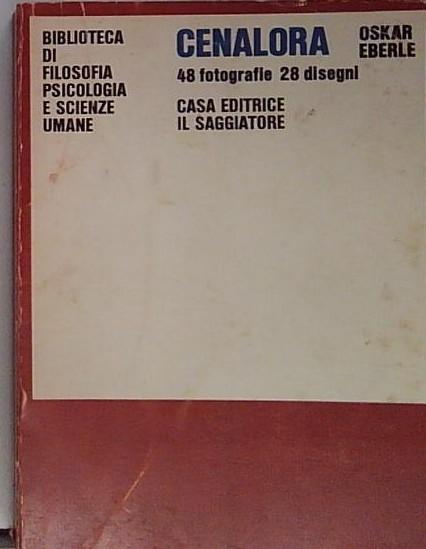 BIBLIOTECA
DI
FILOSOFIA
PSICOLOGIA
E SCIENZE
UMANE
CENALORA
48 fotografie 28 disegni
CASA EDITRICE
IL SAGGIATORE
OSKAR
EBERLE